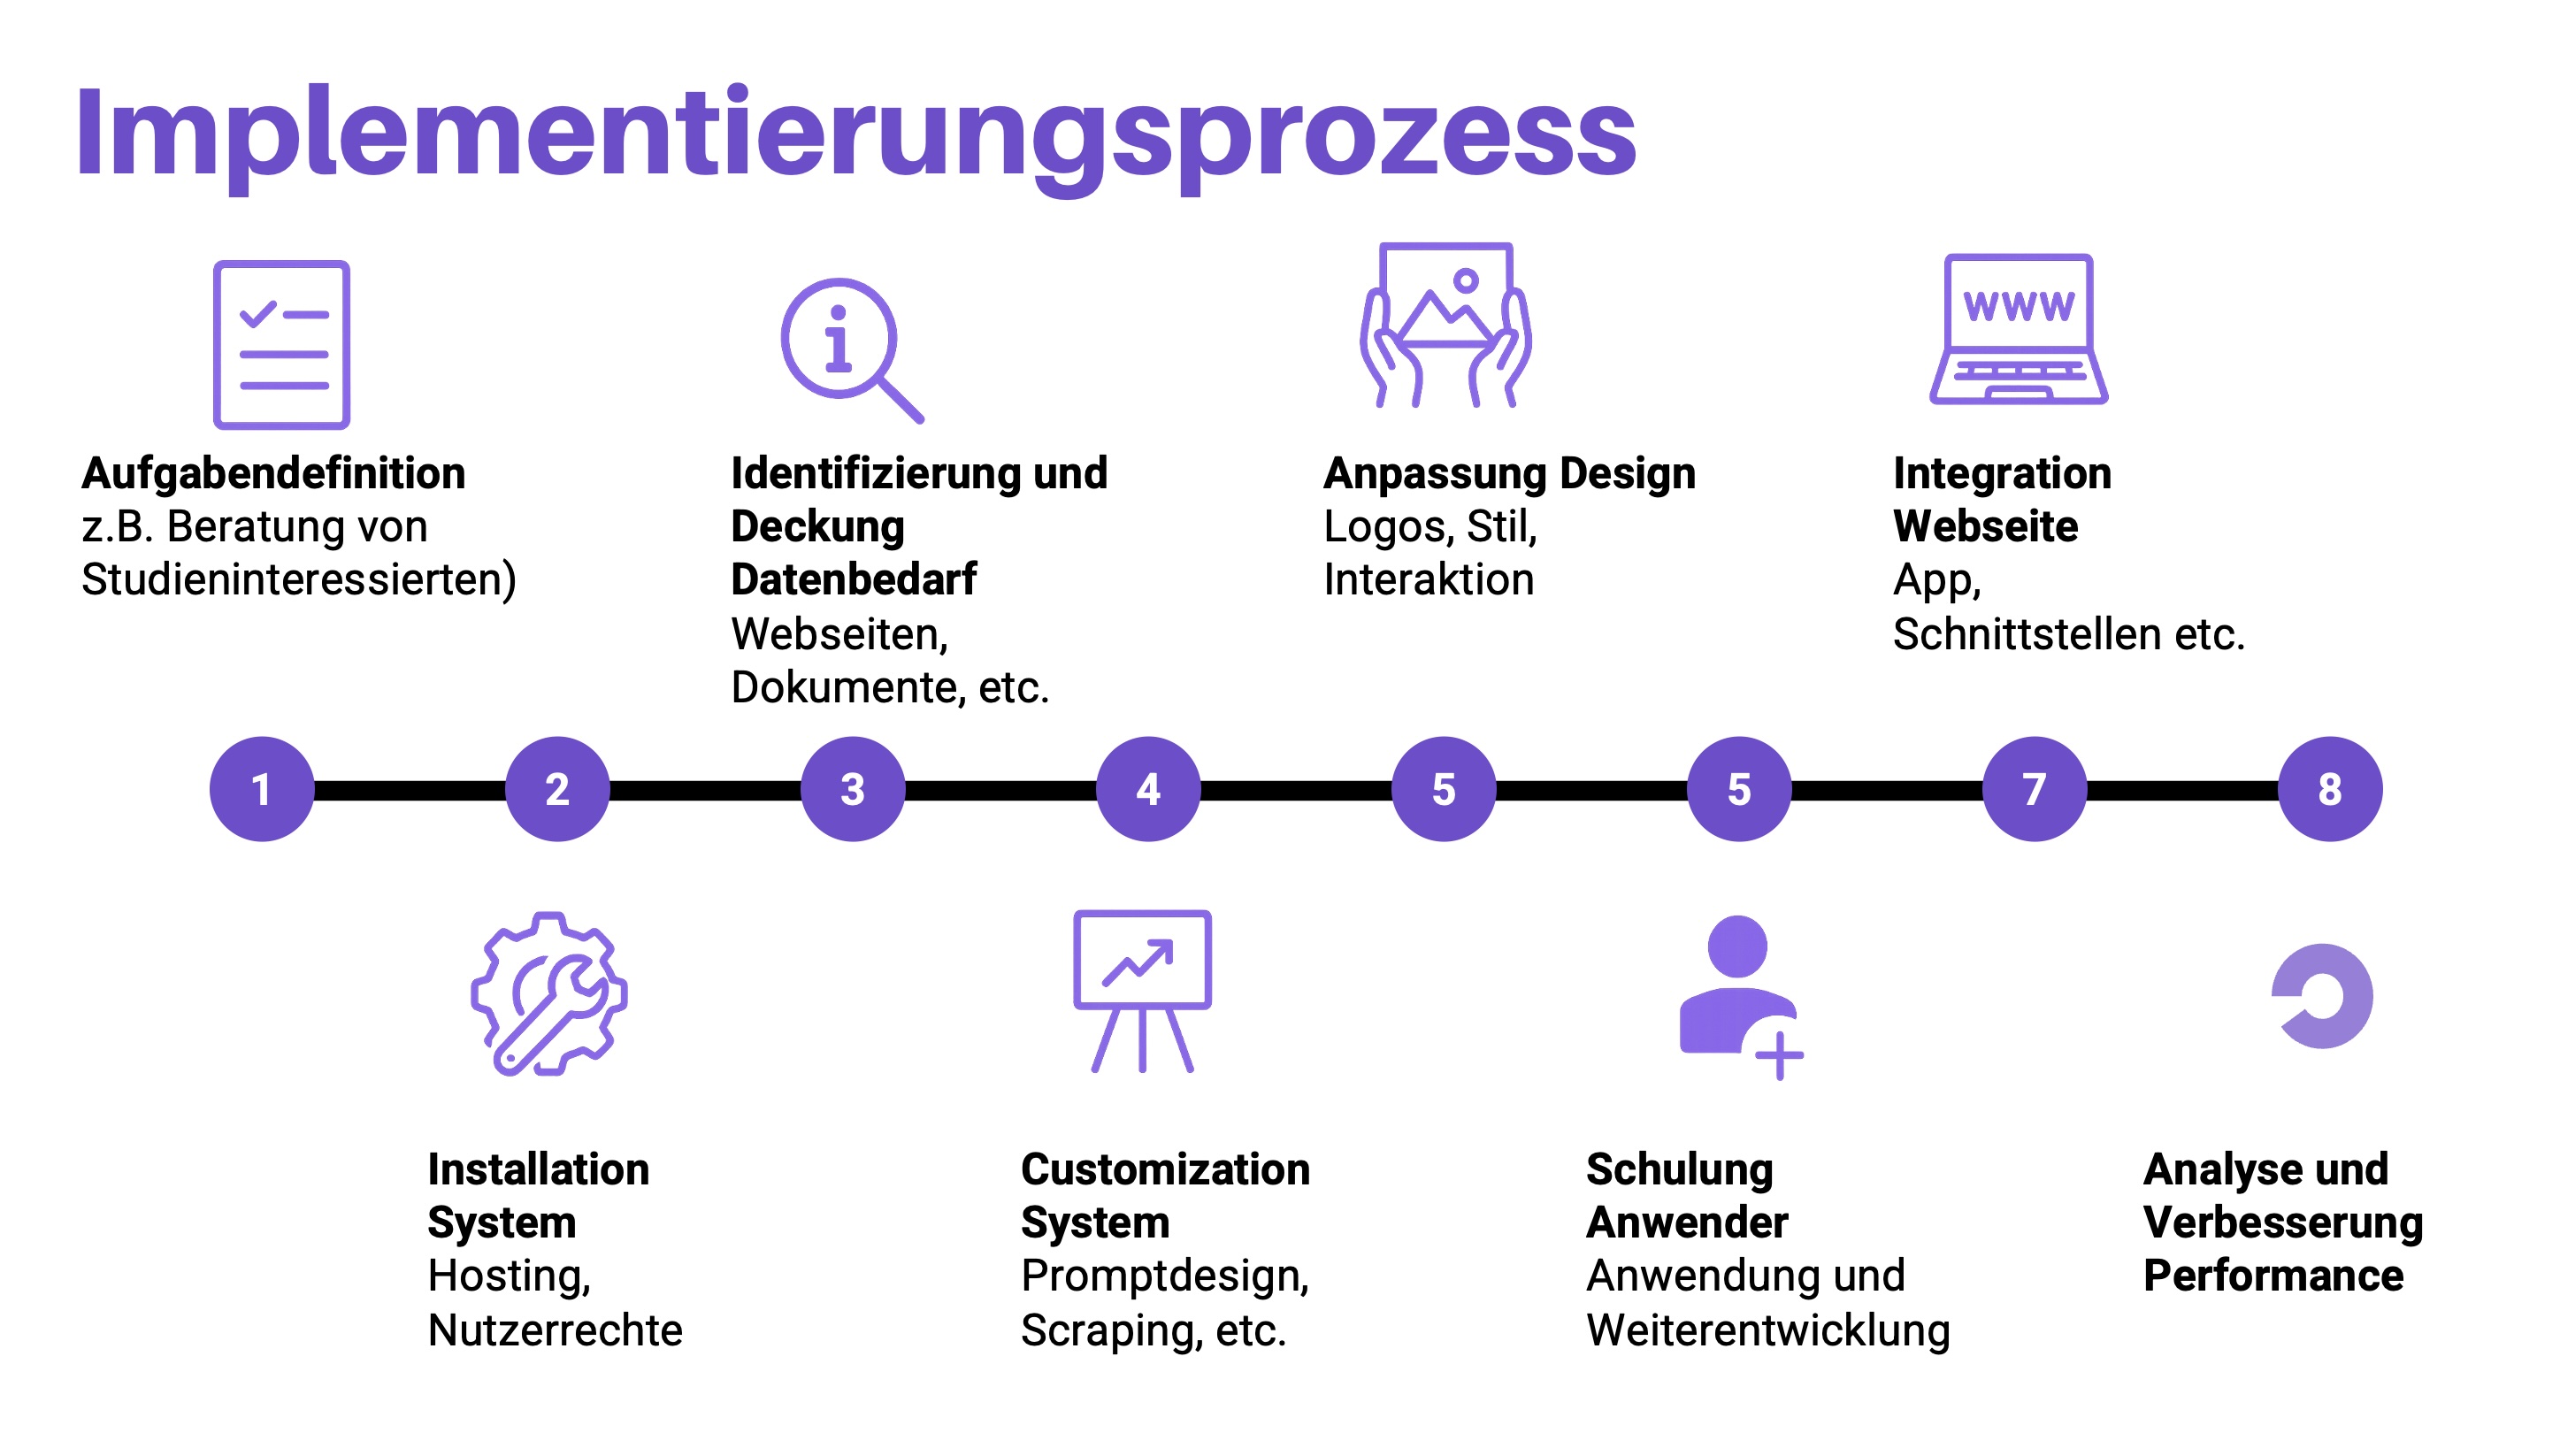 Implementierungsprozess
WWW
Aufgabendefinition
z.B. Beratung von
Studieninteressierten)
Identifizierung und
Deckung
Datenbedarf
Webseiten,
Dokumente, etc.
Anpassung Design
Logos, Stil,
Interaktion
Integration
Webseite
App,
Schnittstellen etc.
1 2 3 4 5 5 7 8
Installation
System
Hosting,
Nutzerrechte
Customization
System
Promptdesign,
Scraping, etc.
Schulung
Anwender
Anwendung und
Weiterentwicklung
Analyse und
Verbesserung
Performance